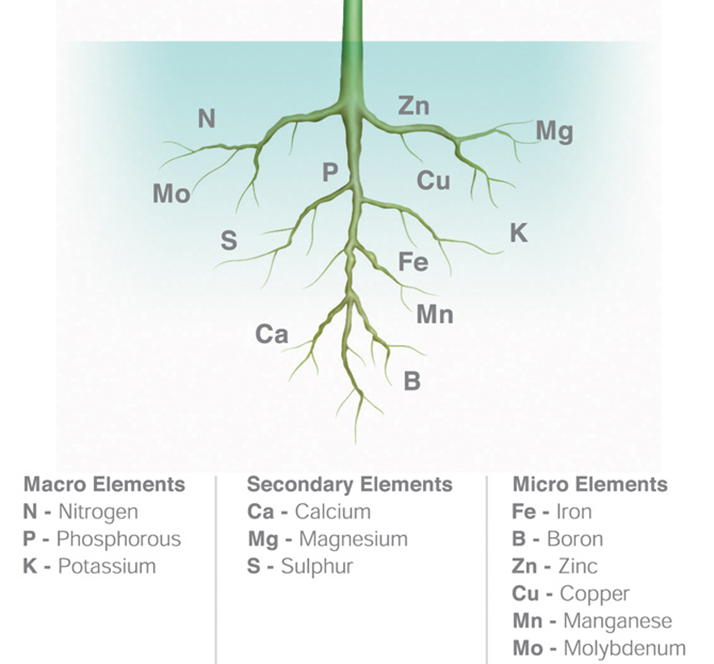 N
Zn
Mg
P
Mo
Cu
S
K
Fe
Mn
Ca
B
Macro Elements
N - Nitrogen
P - Phosphorous
K - Potassium
Secondary Elements
Ca - Calcium
Mg - Magnesium
S - Sulphur
Micro Elements
Fe - Iron
B - Boron
Zn - Zinc
Cu - Copper
Mn - Manganese
Mo - Molybdenum